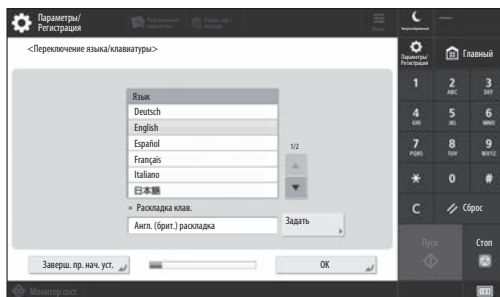 Параметры/
Регистрация
<Переключение языка/клавиатуры>
Язык
Deutsch
English
Español
Français
Italiano
日本語
1/2
Раскладка клав.
Англ. (брит.) раскладка
Задать
Заверш. пр. нач. уст.
OK
Монитор сост.
Параметры/
Регистрация
Главный
1
2
ABC
3
DEF
4
GHI
5
JKL
6
MNO
7
PQRS
8
TUV
9
WXYZ
*
0
#
C
Сброс
Пуск
Стоп